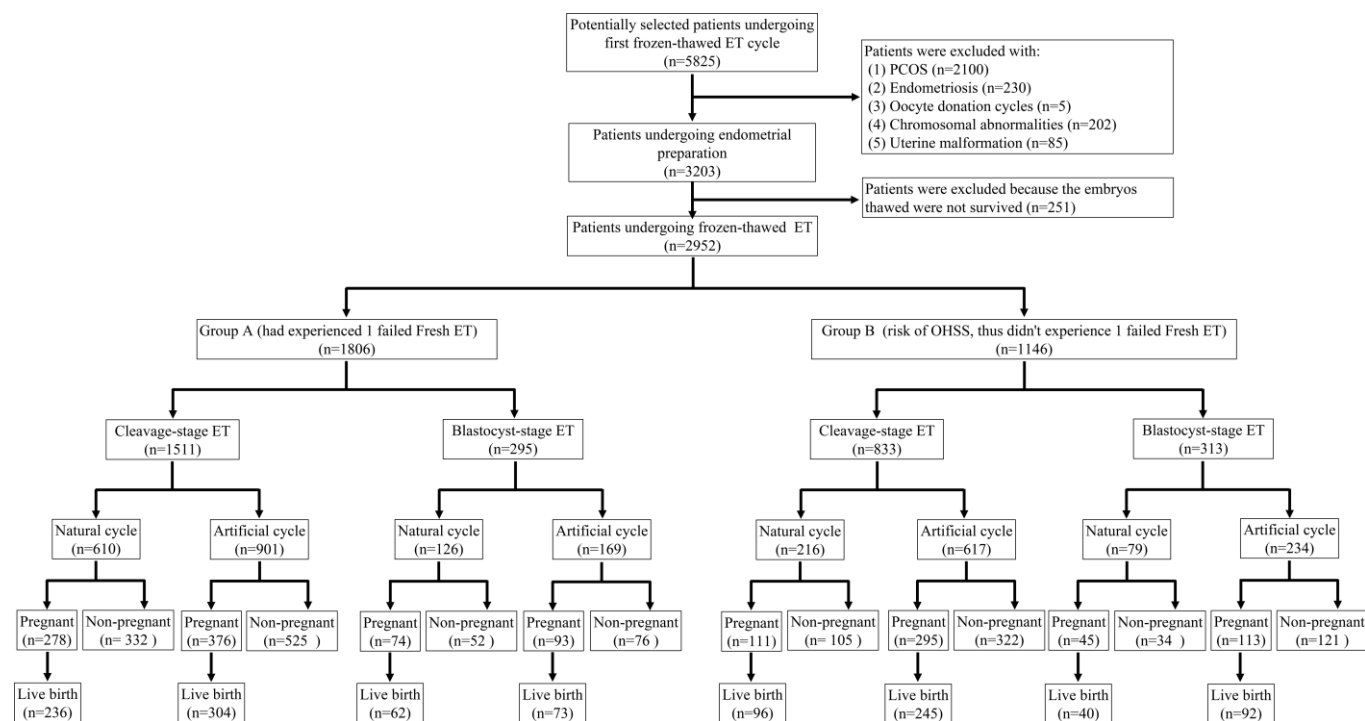 Potentially selected patients undergoing
first frozen-thawed ET cycle
(n=5825)
Patients were excluded with:
(1) PCOS (n=2100)
(2) Endometriosis (n=230)
(3) Oocyte donation cycles (n=5)
(4) Chromosomal abnormalities (n=202)
(5) Uterine malformation (n=85)
Patients undergoing endometrial
preparation
(n=3203)
Patients were excluded because the embryos
thawed were not survived (n=251)
Patients undergoing frozen-thawed ET
(n=2952)
Group A (had experienced 1 failed Fresh ET)
(n=1806)
Group B (risk of OHSS, thus didn't experience 1 failed Fresh ET)
(n=1146)
Cleavage-stage ET
(n=1511)
Blastocyst-stage ET
(n=295)
Cleavage-stage ET
(n=833)
Blastocyst-stage ET
(n=313)
Natural cycle
(n=610)
Artificial cycle
(n=901)
Natural cycle
(n=126)
Artificial cycle
(n=169)
Natural cycle
(n=216)
Artificial cycle
(n=617)
Natural cycle
(n=79)
Artificial cycle
(n=234)
Pregnant
(n=278)
Non-pregnant
(n= 332)
Pregnant
(n=376)
Non-pregnant
(n=525 )
Pregnant
(n=74)
Non-pregnant
(n=52 )
Pregnant
(n=93)
Non-pregnant
(n=76 )
Pregnant
(n=111)
Non-pregnant
(n= 105 )
Pregnant
(n=295)
Non-pregnant
(n=322 )
Pregnant
(n=45)
Non-pregnant
(n=34 )
Pregnant
(n=113)
Non-pregnant
(n=121 )
Live birth
(n=236)
Live birth
(n=304)
Live birth
(n=62)
Live birth
(n=73)
Live birth
(n=96)
Live birth
(n=245)
Live birth
(n=40)
Live birth
(n=92)